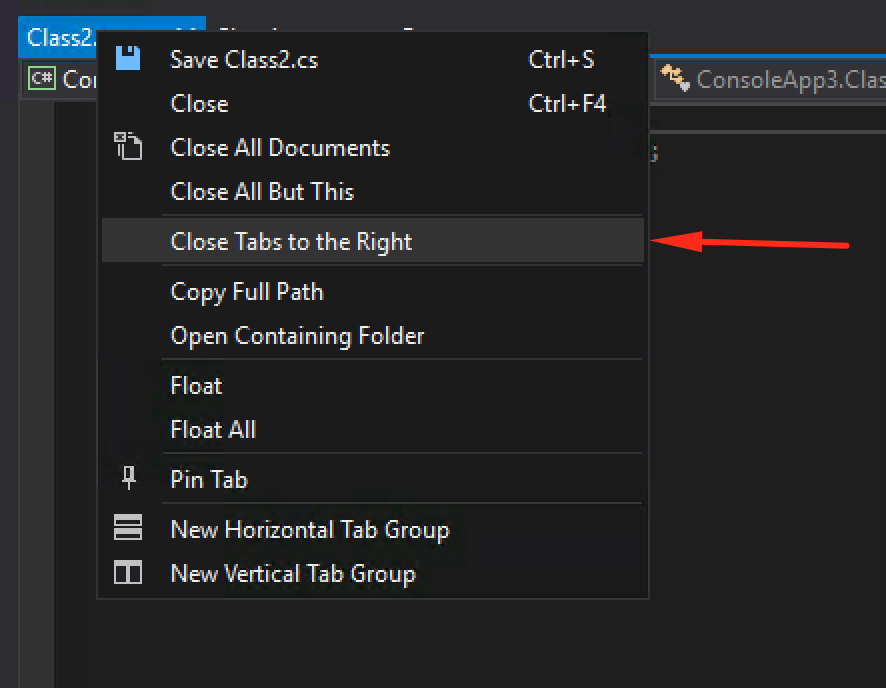 Class2.
C# Co
ConsoleApp3.Clas
;
Save Class2.cs Ctrl+S
Close Ctrl+F4
Close All Documents
Close All But This
Close Tabs to the Right
Copy Full Path
Open Containing Folder
Float
Float All
Pin Tab
New Horizontal Tab Group
New Vertical Tab Group